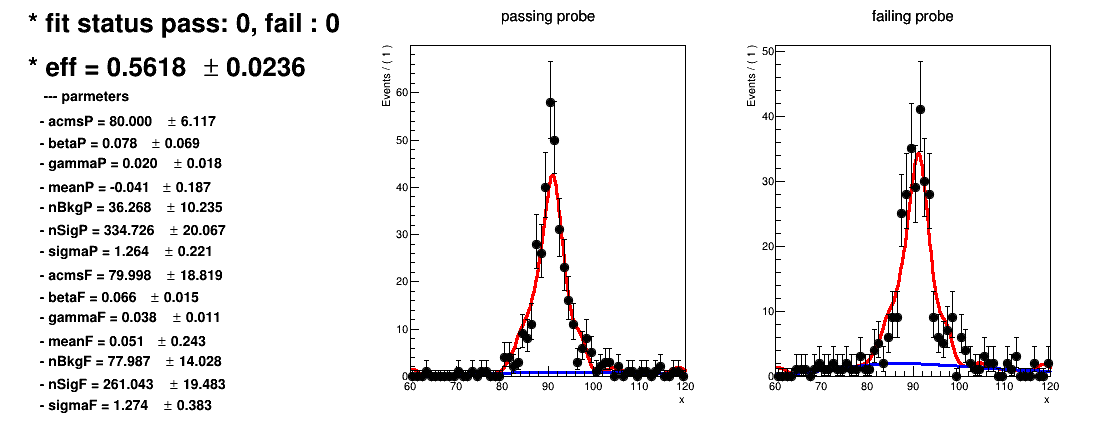 * fit status pass: 0, fail : 0
* eff = 0.5618 ± 0.0236
--- parmeters
- acmsP = 80.000 ± 6.117
- betaP = 0.078 ± 0.069
- gammaP = 0.020 ± 0.018
- meanP = -0.041 ± 0.187
- nBkgP = 36.268 ± 10.235
- nSigP = 334.726 ± 20.067
- sigmaP = 1.264 ± 0.221
- acmsF = 79.998 ± 18.819
- betaF = 0.066 ± 0.015
- gammaF = 0.038 ± 0.011
- meanF = 0.051 ± 0.243
- nBkgF = 77.987 ± 14.028
- nSigF = 261.043 ± 19.483
- sigmaF = 1.274 ± 0.383
passing probe
Events / ( 1 )
60
50
40
30
20
10
0
60 70 80 90 100 110 120
x
failing probe
Events / ( 1 )
50
40
30
20
10
0
60 70 80 90 100 110 120
x